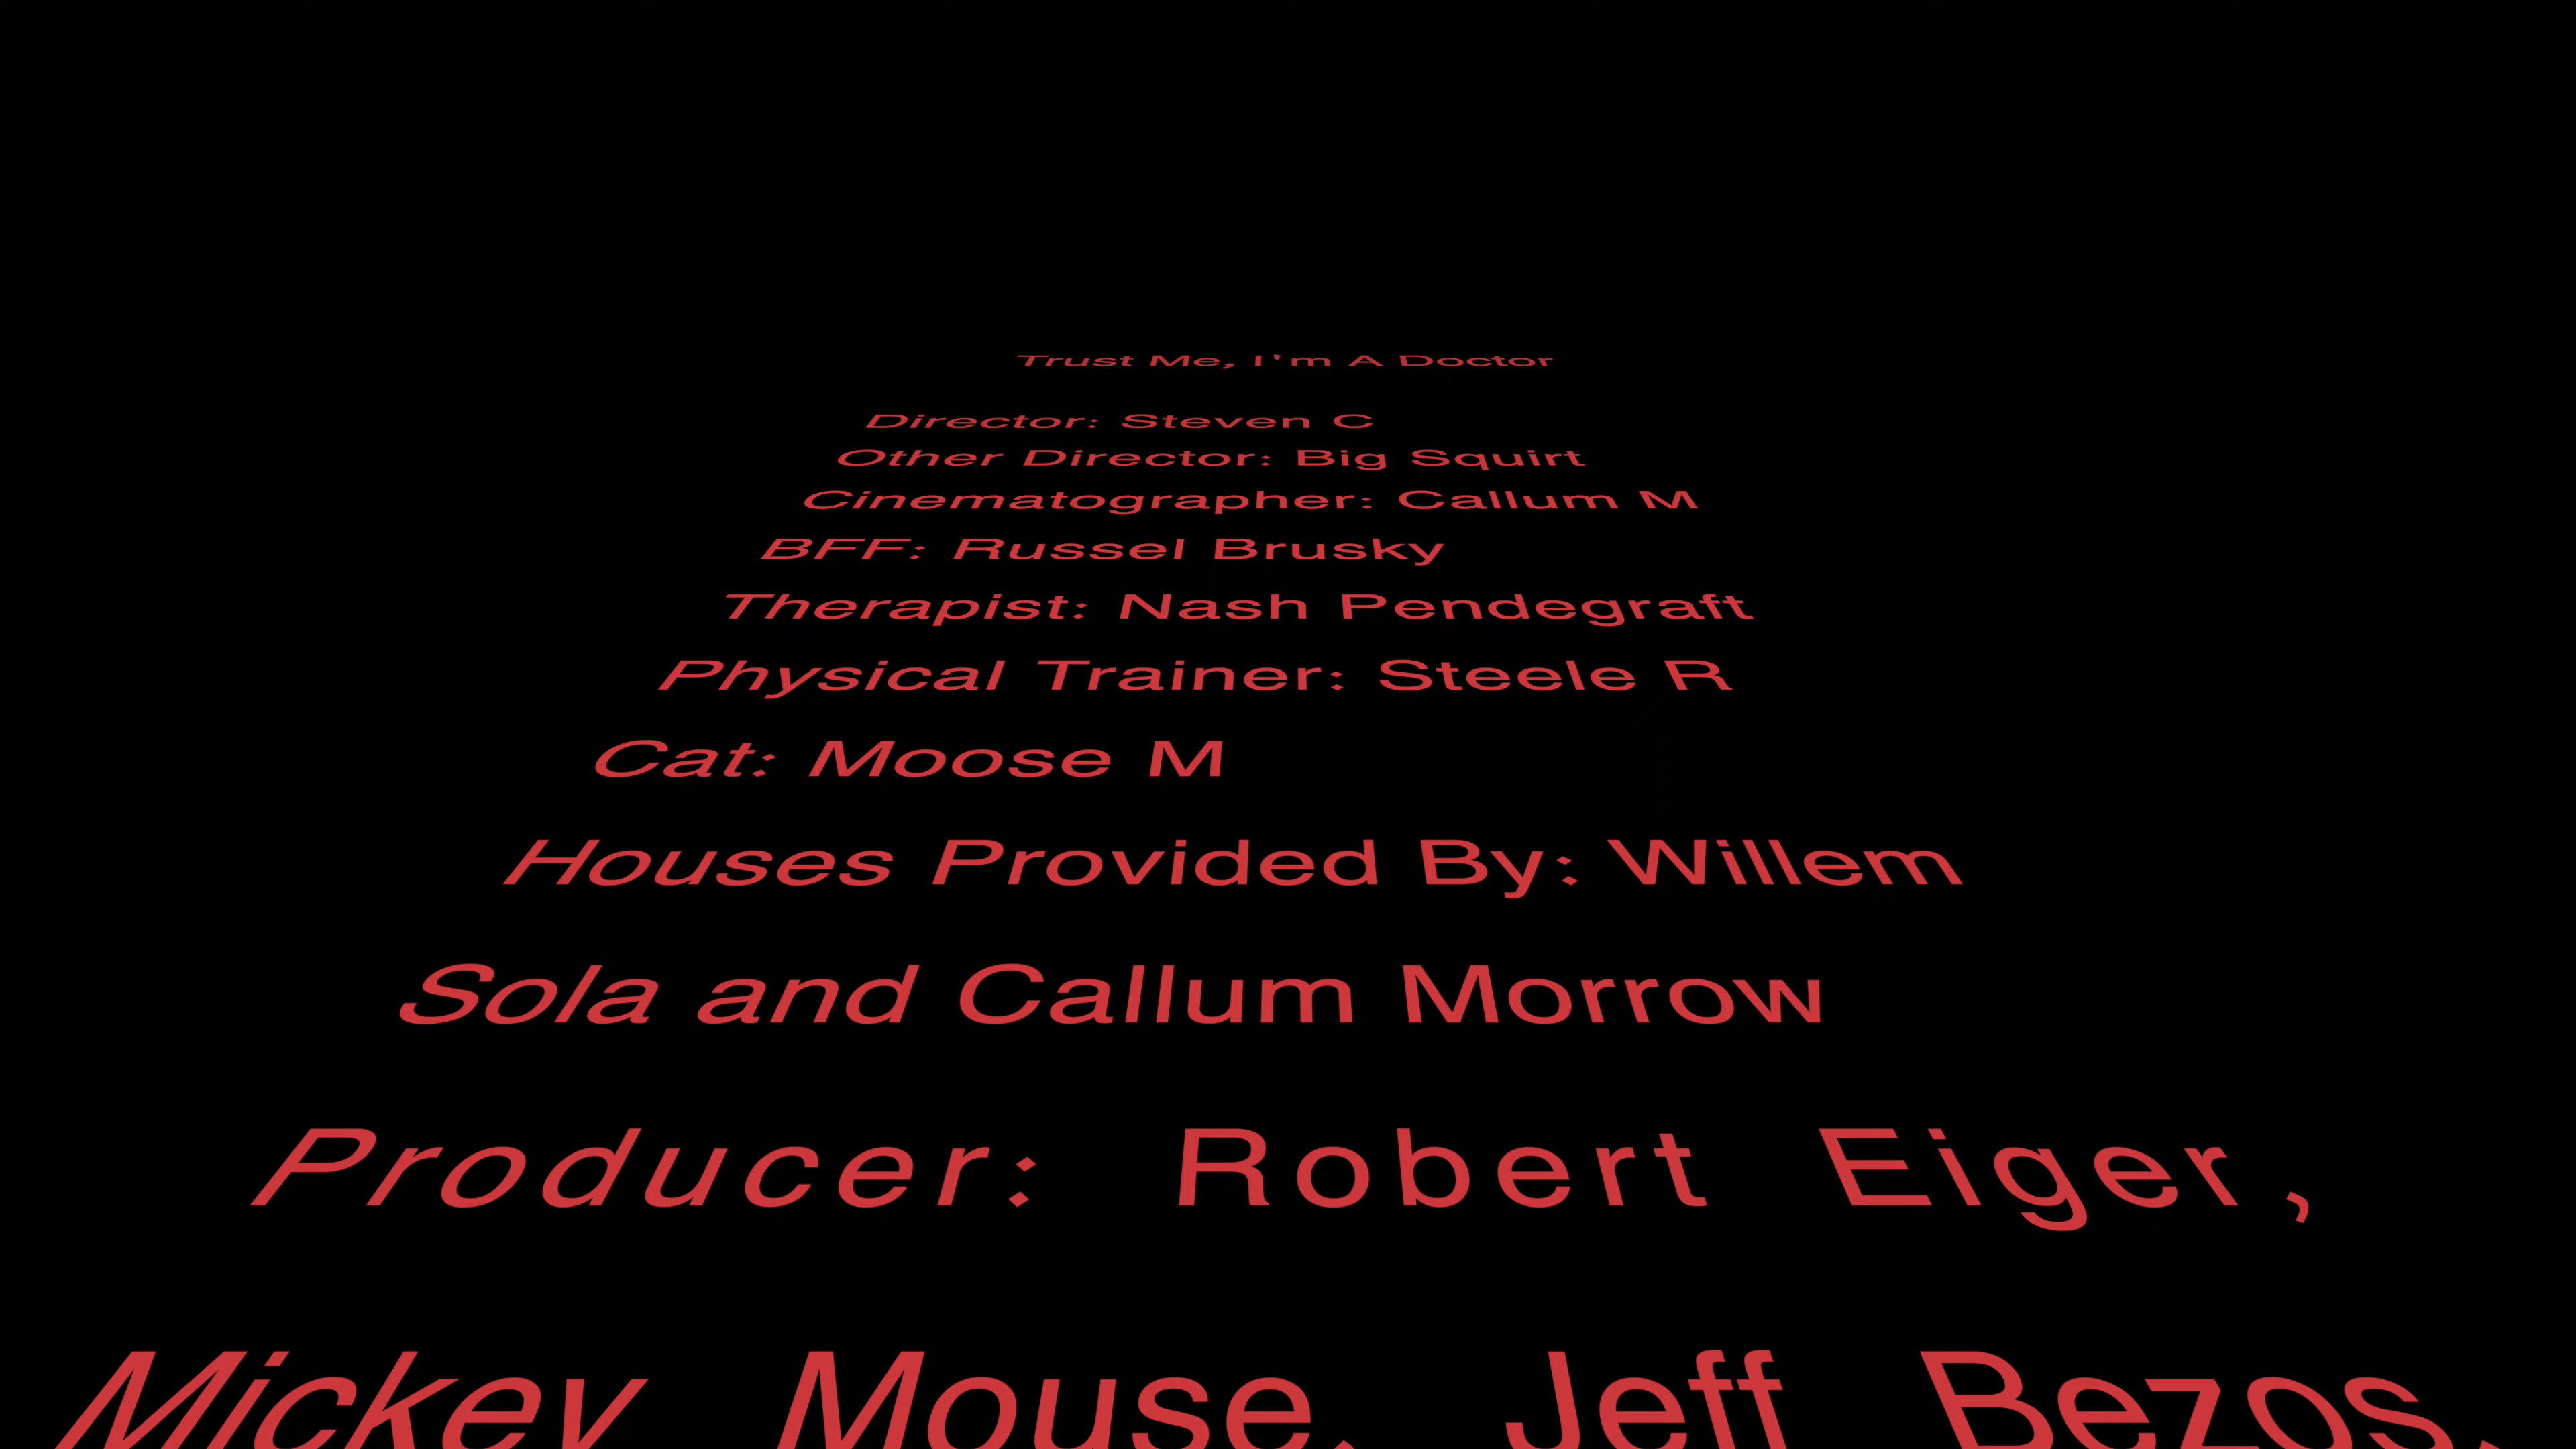 Trust Me, I'm A Doctor
Director: Steven C
Other Director: Big Squirt
Cinematographer: Callum M
BFF: Russel Brusky
Therapist: Nash Pendegraft
Physical Trainer: Steele R
Cat: Moose M
Houses Provided By: Willem
Sola and Callum Morrow
Producer: Robert Eiger,
Mickey Mouse, Jeff Bezos,